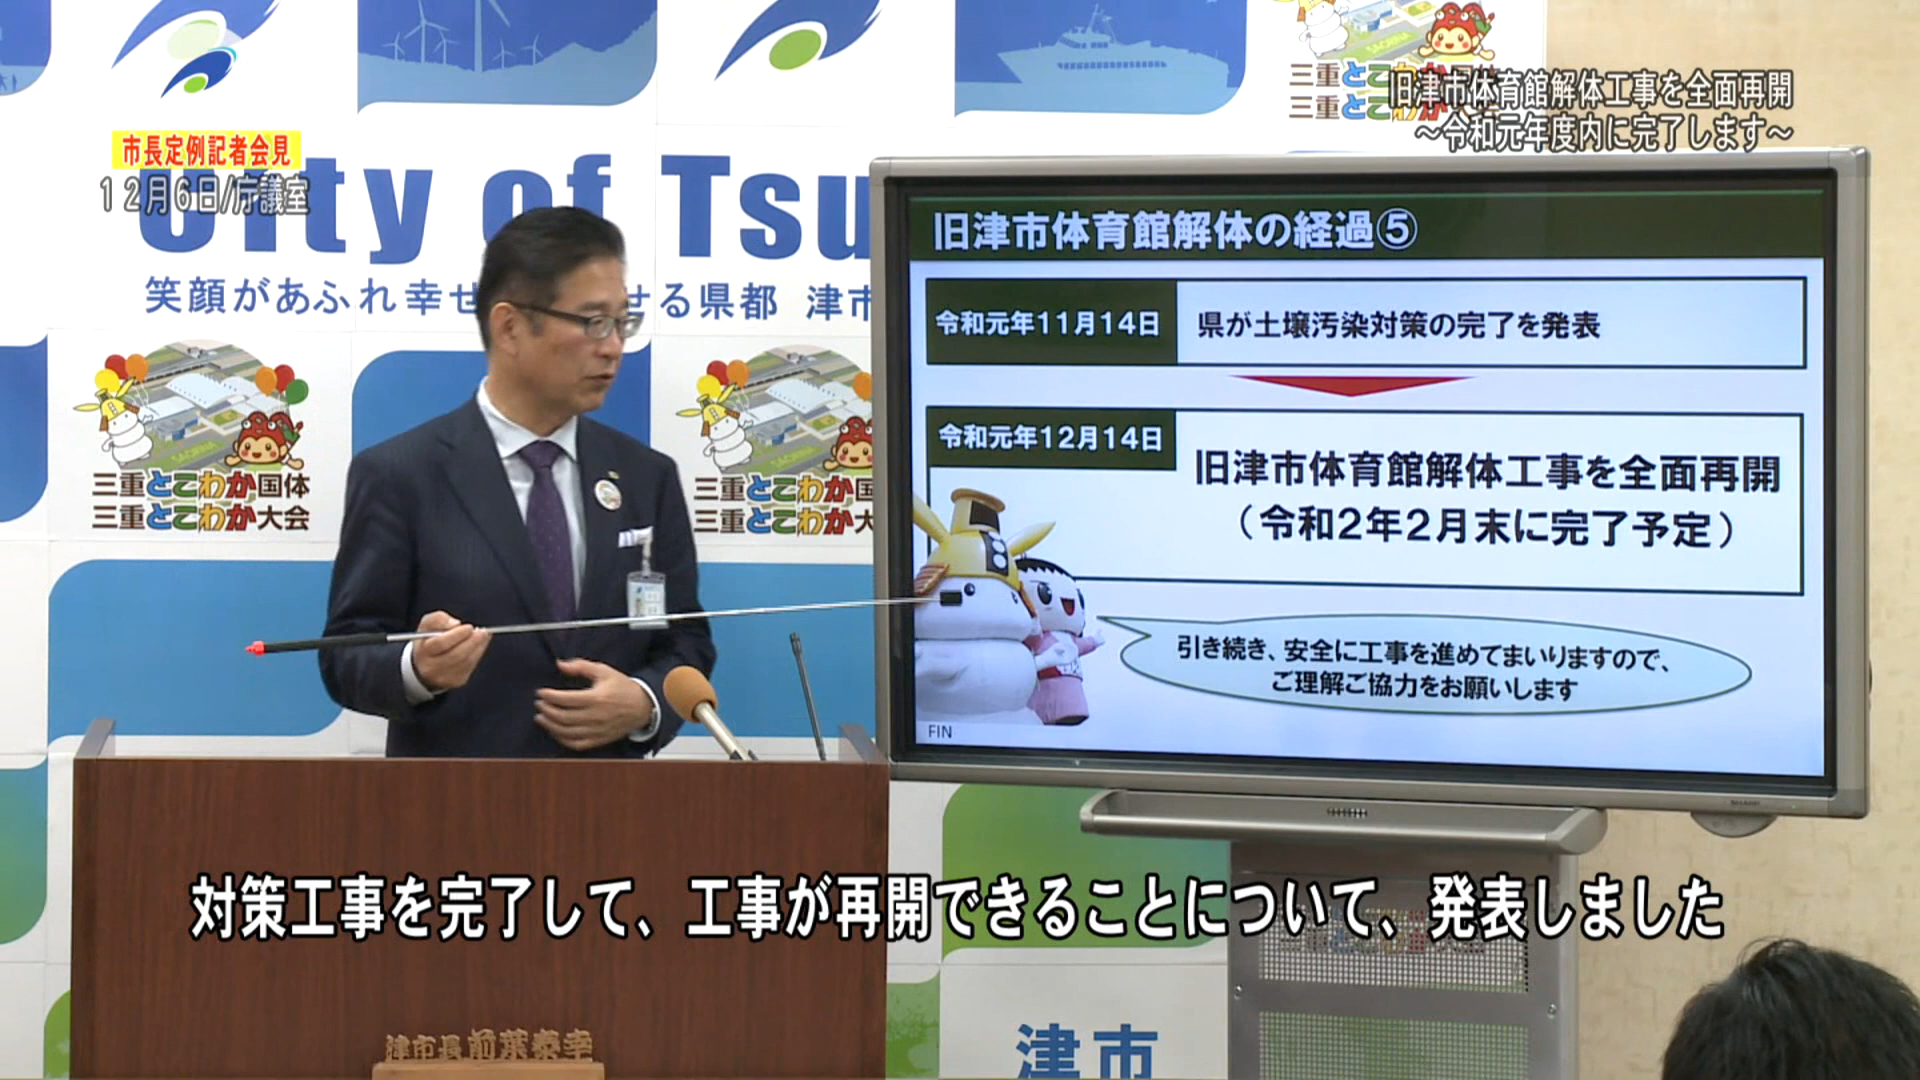 市長定例記者会見
12月6日/庁議室
旧津市体育館解体工事を全面再開
～令和元年度内に完了します～
City of Tsu
笑顔があふれ幸せ
せる県都 津市
三重とこわか国体
三重とこわか大会
三重とこわか国
三重とこわか大
旧津市体育館解体の経過⑤
令和元年11月14日
県が土壌汚染対策の完了を発表
令和元年12月14日
旧津市体育館解体工事を全面再開
（令和2年2月末に完了予定）
引き続き、安全に工事を進めてまいりますので、
ご理解ご協力をお願いします
FIN
SHARP
対策工事を完了して、工事が再開できることについて、発表しました
津市長 前葉泰幸
津市